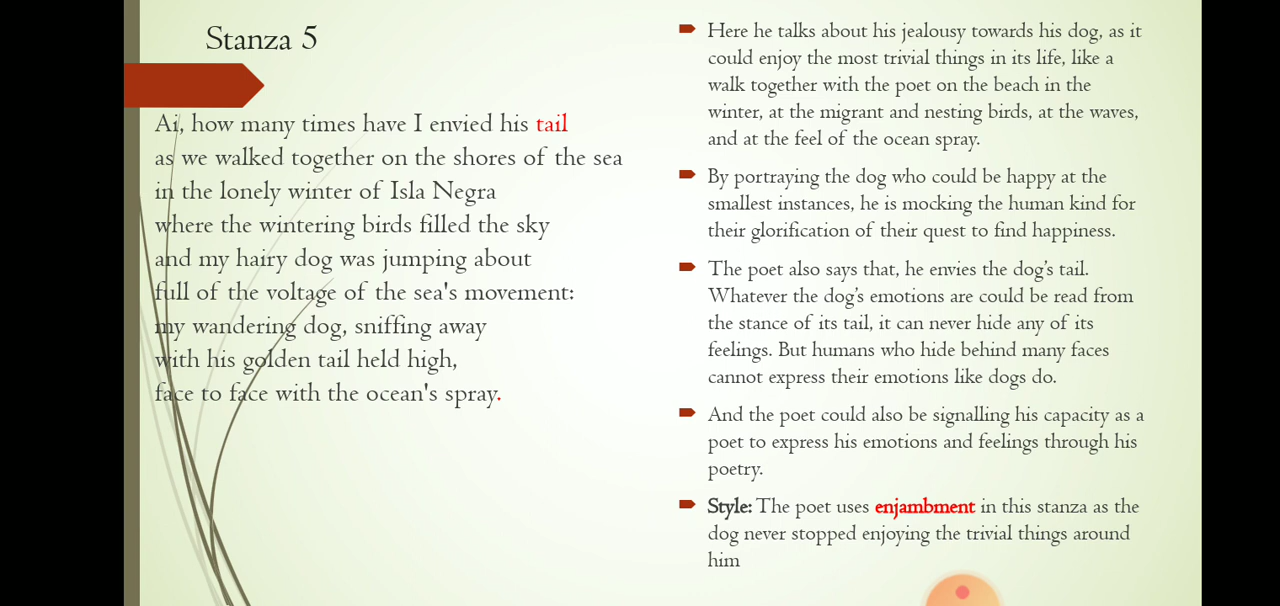 Stanza 5
Ai, how many times have I envied his tail
as we walked together on the shores of the sea
in the lonely winter of Isla Negra
where the wintering birds filled the sky
and my hairy dog was jumping about
full of the voltage of the sea's movement:
my wandering dog, sniffing away
with his golden tail held high,
face to face with the ocean's spray.
Here he talks about his jealousy towards his dog, as it
could enjoy the most trivial things in its life, like a
walk together with the poet on the beach in the
winter, at the migrant and nesting birds, at the waves,
and at the feel of the ocean spray.
By portraying the dog who could be happy at the
smallest instances, he is mocking the human kind for
their glorification of their quest to find happiness.
The poet also says that, he envies the dog's tail.
Whatever the dog's emotions are could be read from
the stance of its tail, it can never hide any of its
feelings. But humans who hide behind many faces
cannot express their emotions like dogs do.
And the poet could also be signalling his capacity as a
poet to express his emotions and feelings through his
poetry.
Style: The poet uses enjambment in this stanza as the
dog never stopped enjoying the trivial things around
him